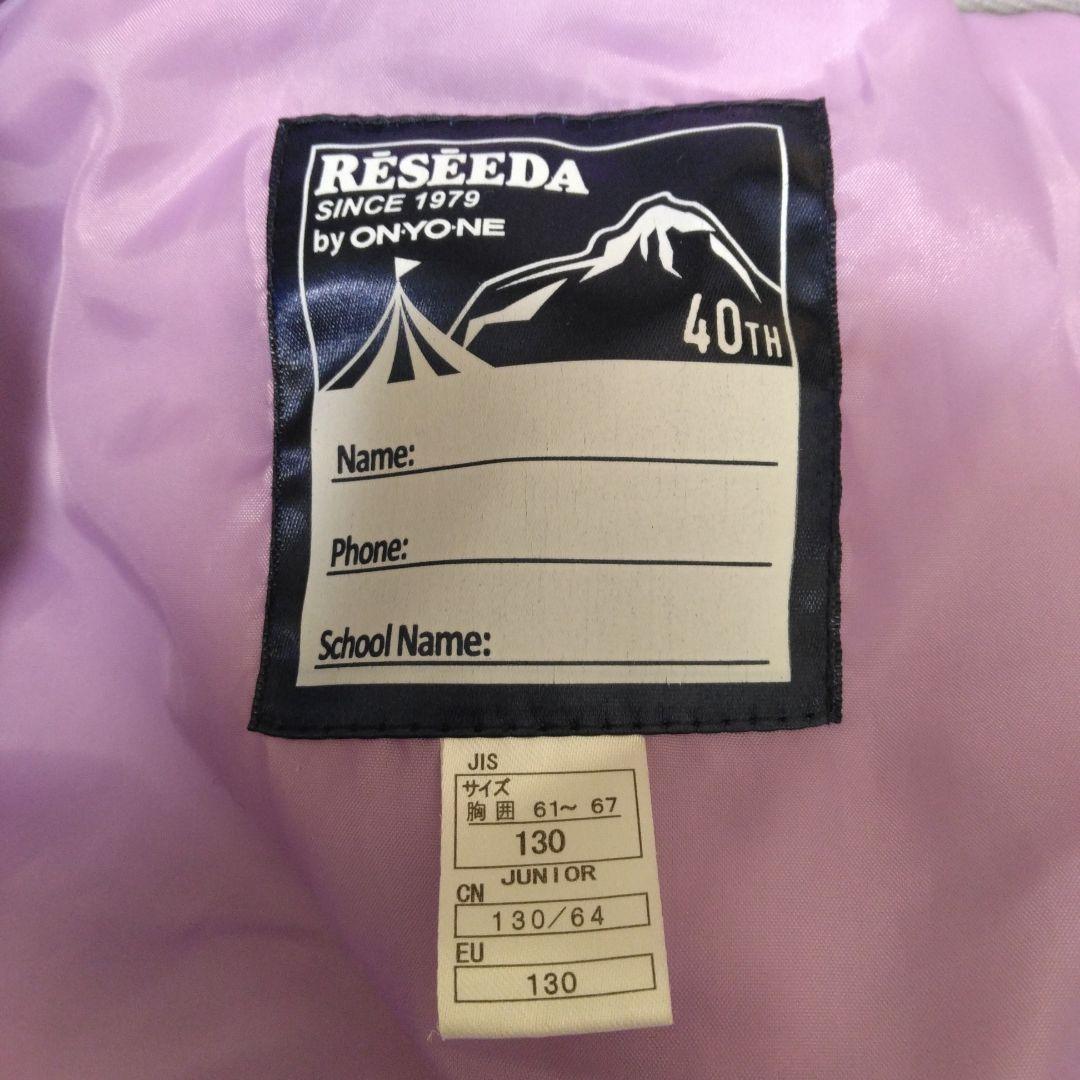 RĒSĒEDA
SINCE 1979
by ON·YO·NE
40TH
Name:
Phone:
School Name:
JIS
サイズ
胸囲 61~ 67
130
JUNIOR
CN
130/64
EU
130